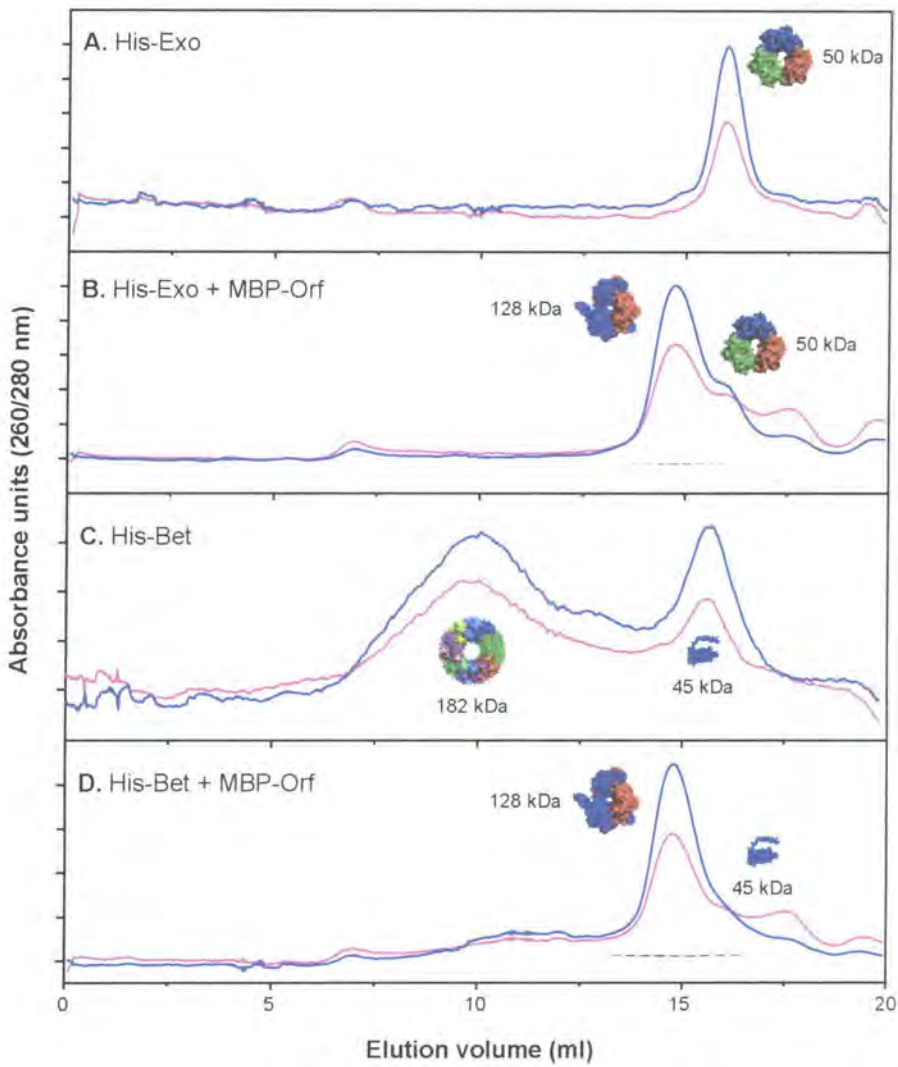 A. His-Exo
50 kDa
B. His-Exo + MBP-Orf
128 kDa
50 kDa
C. His-Bet
182 kDa
45 kDa
D. His-Bet + MBP-Orf
128 kDa
45 kDa
Absorbance units (260/280 nm)
0 5 10 15 20
Elution volume (ml)